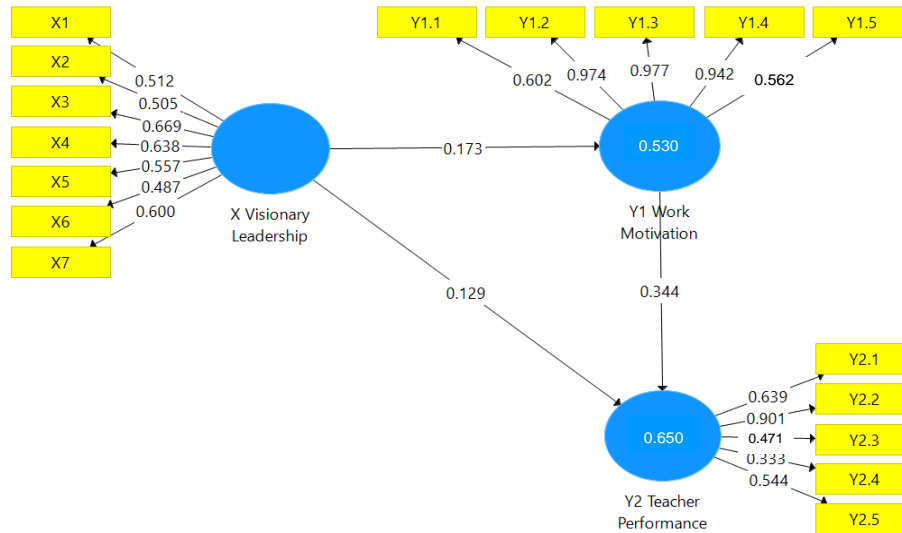 X1
X2
X3
X4
X5
X6
X7
0.512
0.505
0.669
0.638
0.557
0.487
0.600
X Visionary
Leadership
0.173
0.129
Y1.1
Y1.2
Y1.3
Y1.4
Y1.5
0.602
0.974
0.977
0.942
0.562
0.530
Y1 Work
Motivation
0.344
0.650
Y2 Teacher
Performance
0.639
0.901
0.471
0.333
0.544
Y2.1
Y2.2
Y2.3
Y2.4
Y2.5